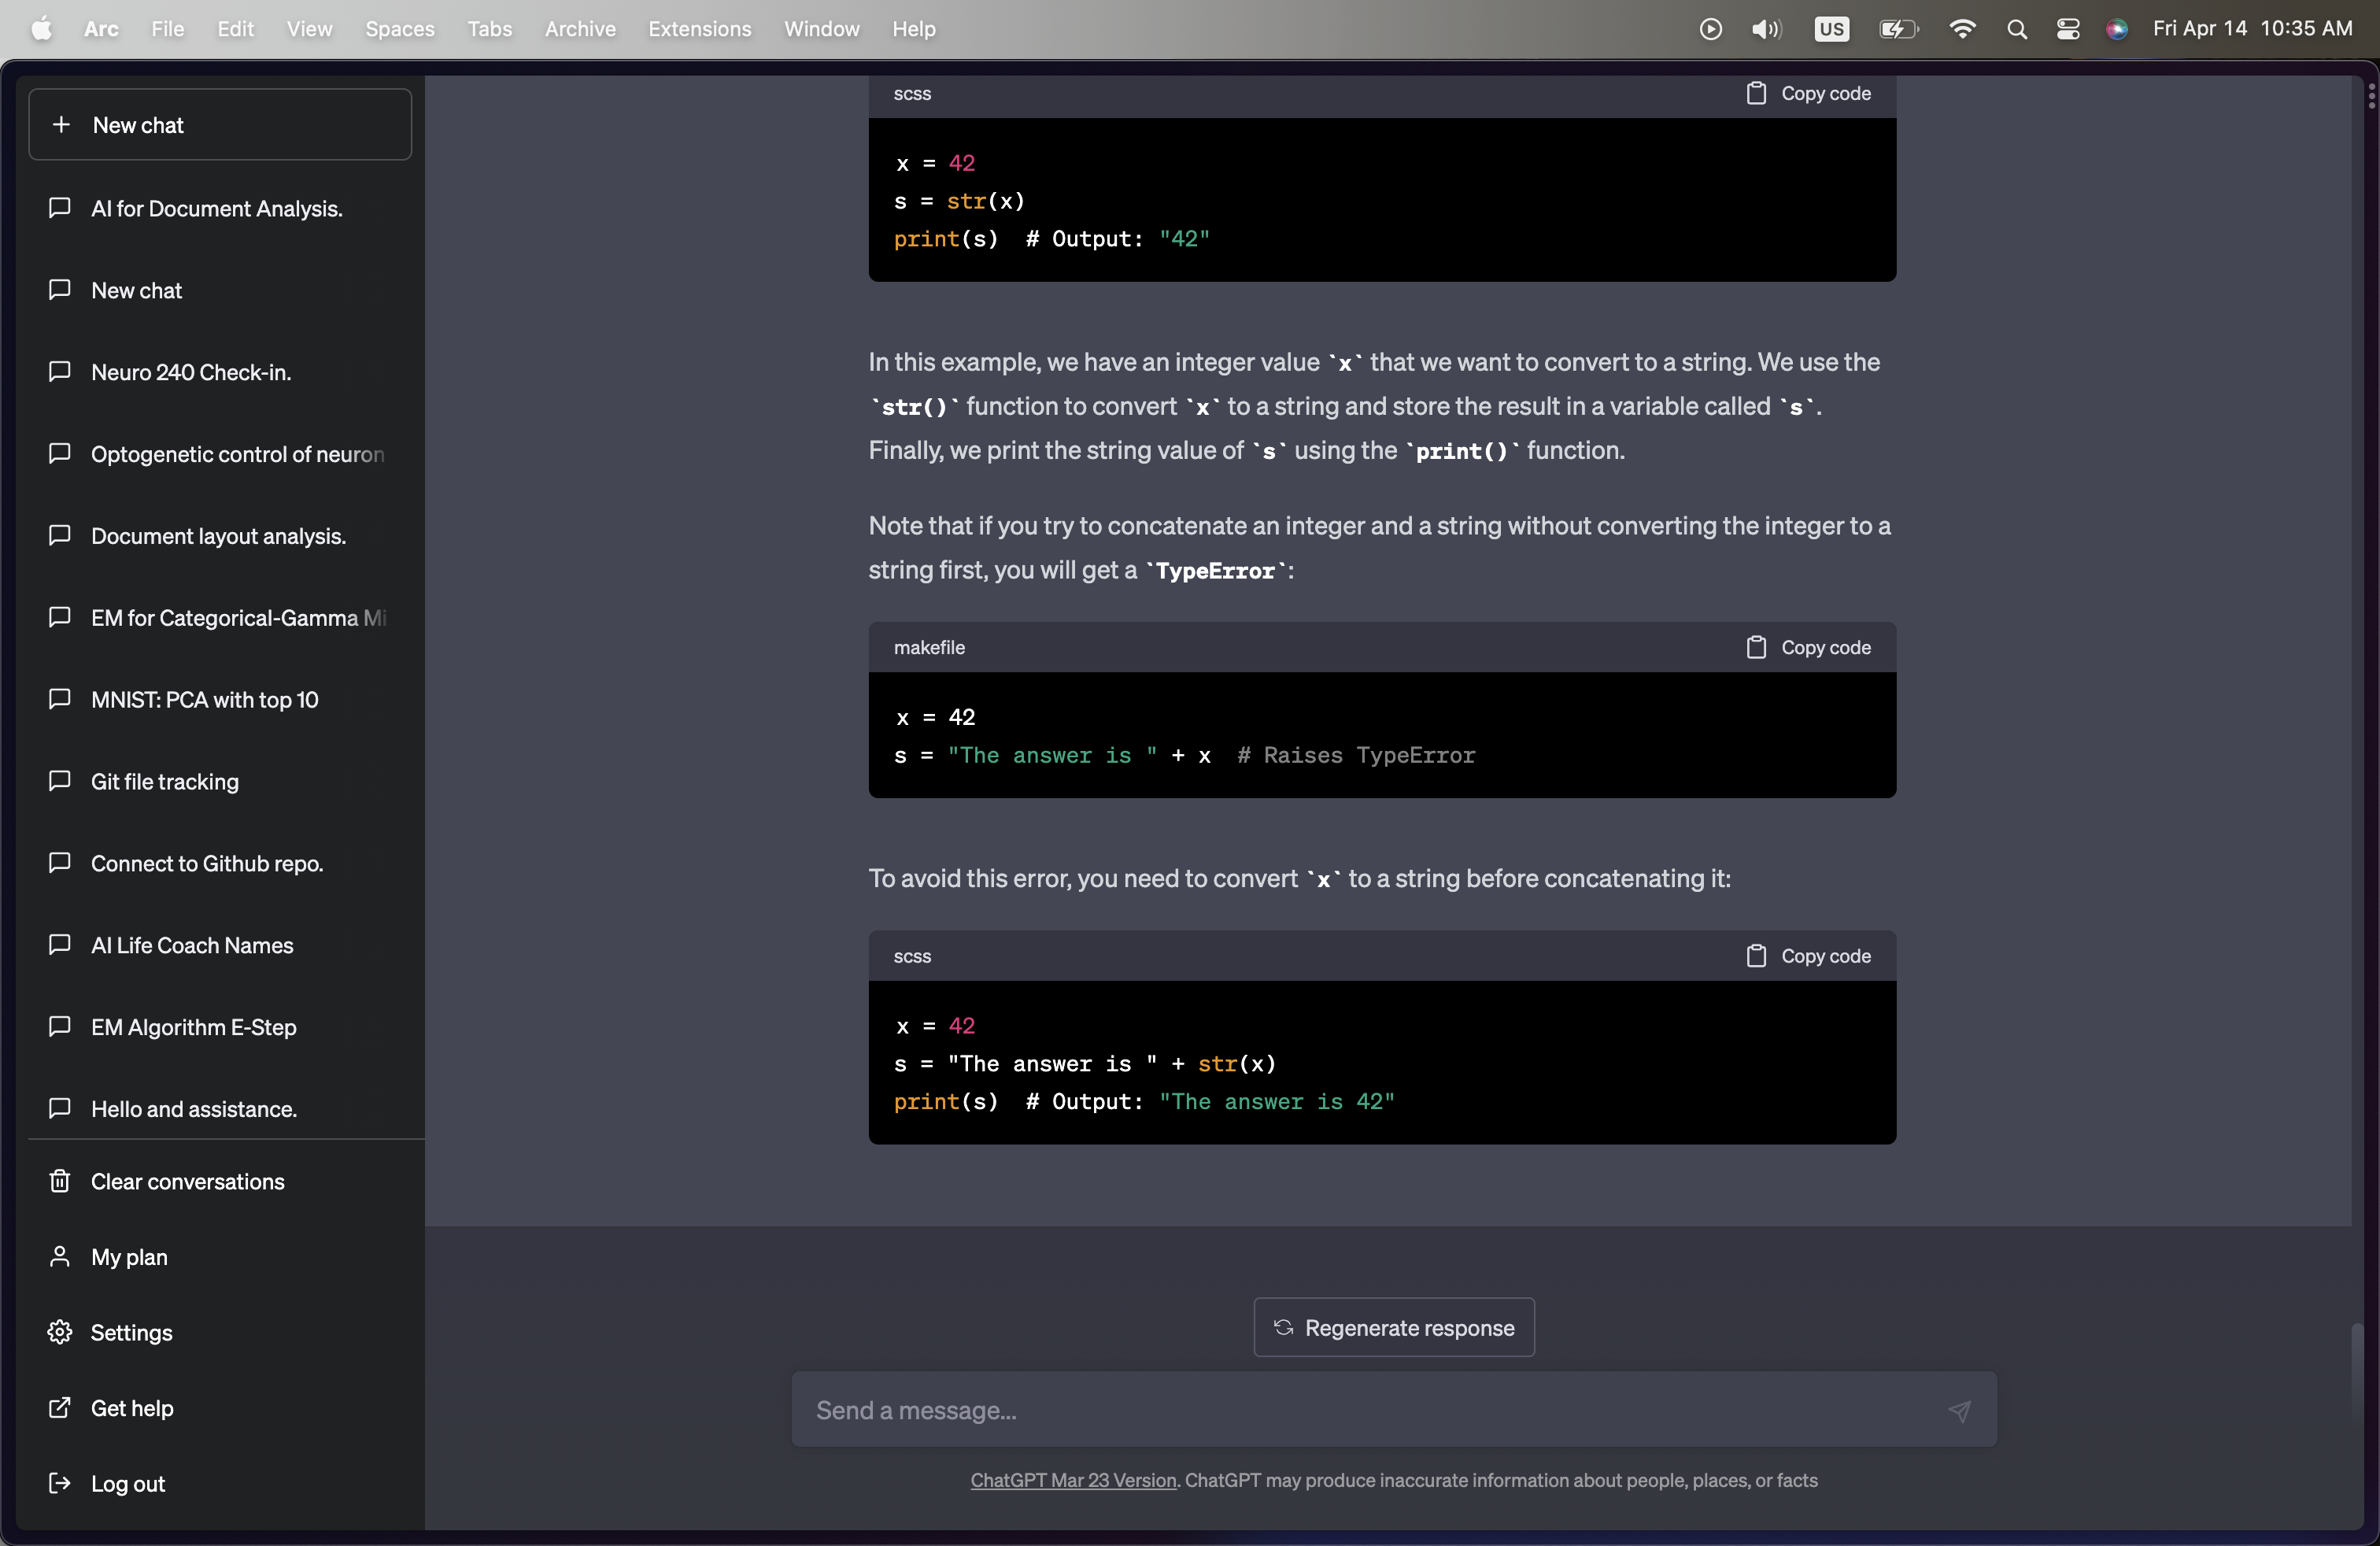 Arc File Edit View Spaces Tabs Archive Extensions Window Help US Fri Apr 14 10:35 AM
New chat
AI for Document Analysis.
New chat
Neuro 240 Check-in.
Optogenetic control of neuron
Document layout analysis.
EM for Categorical-Gamma Mi
MNIST: PCA with top 10
Git file tracking
Connect to Github repo.
AI Life Coach Names
EM Algorithm E-Step
Hello and assistance.
Clear conversations
My plan
Settings
Get help
Log out
scss Copy code
x = 42
s = str(x)
print(s)  # Output: "42"
In this example, we have an integer value `x` that we want to convert to a string. We use the
`str()` function to convert `x` to a string and store the result in a variable called `s`.
Finally, we print the string value of `s` using the `print()` function.
Note that if you try to concatenate an integer and a string without converting the integer to a
string first, you will get a `TypeError`:
makefile Copy code
x = 42
s = "The answer is " + x  # Raises TypeError
To avoid this error, you need to convert `x` to a string before concatenating it:
scss Copy code
x = 42
s = "The answer is " + str(x)
print(s)  # Output: "The answer is 42"
Regenerate response
Send a message...
ChatGPT Mar 23 Version. ChatGPT may produce inaccurate information about people, places, or facts